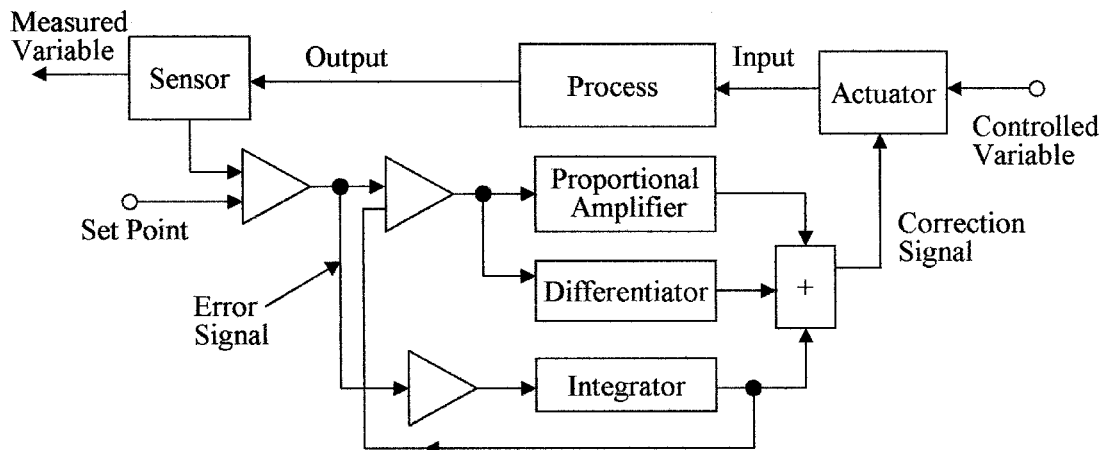 Measured
Variable
Sensor
Output
Process
Input
Actuator
Controlled
Variable
Set Point
Proportional
Amplifier
Correction
Signal
Differentiator
+
Error
Signal
Integrator